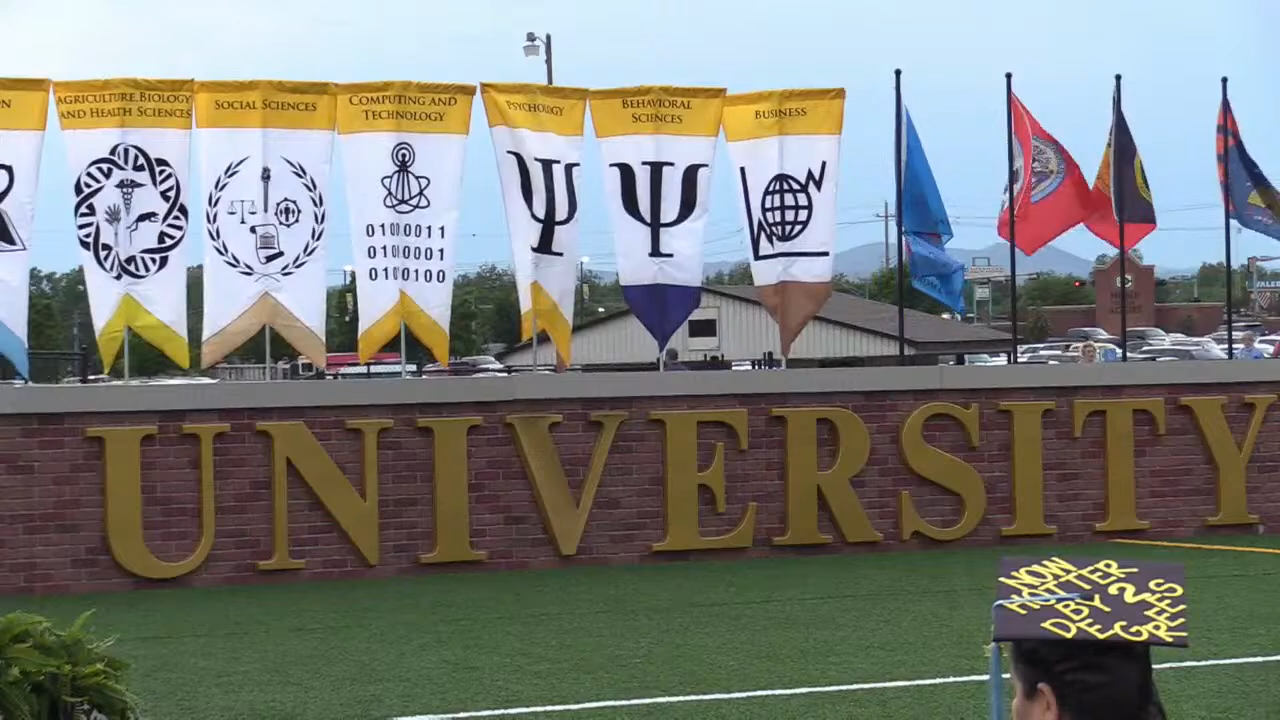 ON
AGRICULTURE, BIOLOGY
AND HEALTH SCIENCES
SOCIAL SCIENCES
COMPUTING AND
TECHNOLOGY
01000011
01000001
01000100
PSYCHOLOGY
BEHAVIORAL
SCIENCES
BUSINESS
Ψ
Ψ
UNIVERSITY
NOW
HOTTER
BY 2
DEGREES